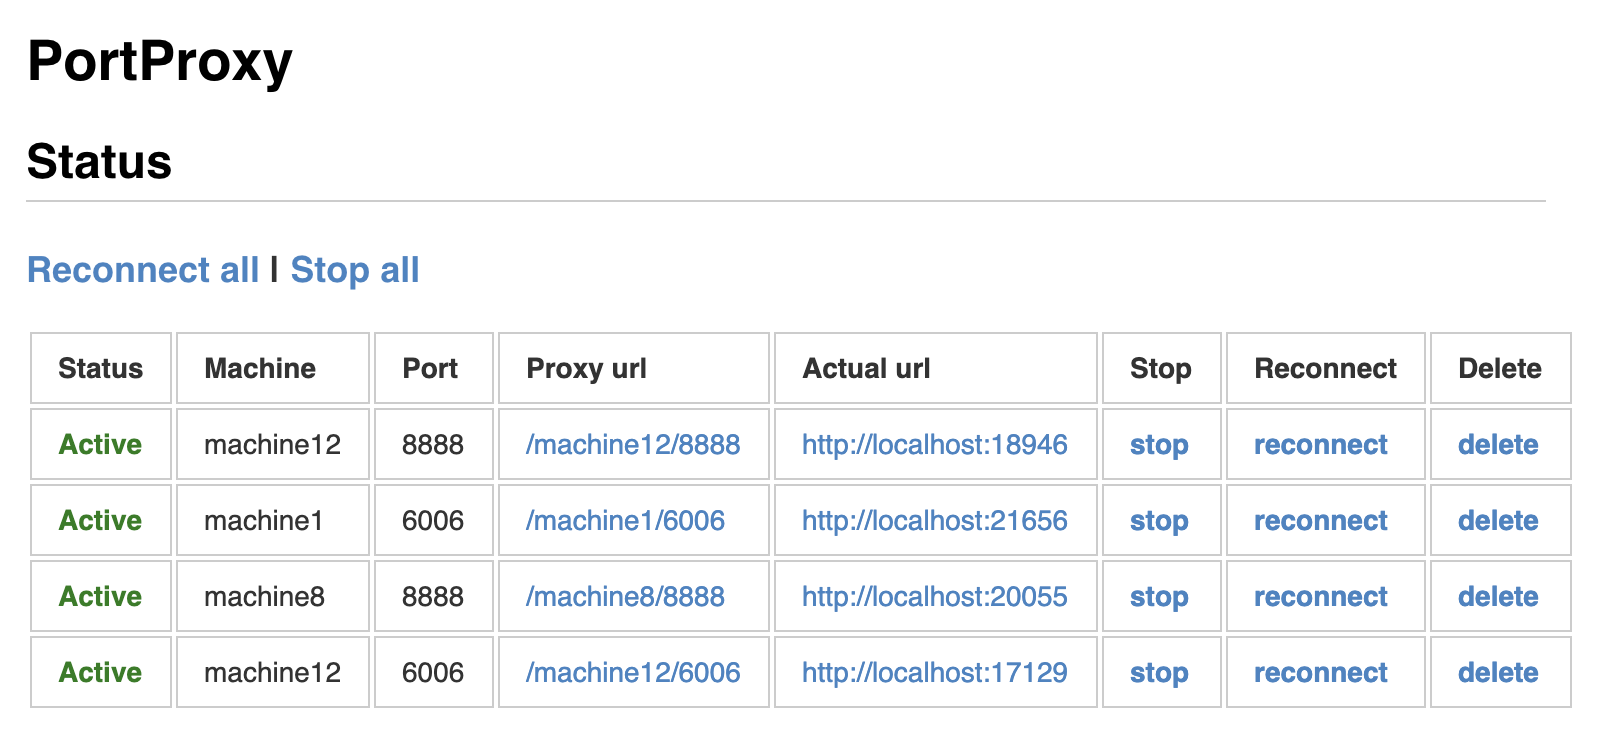 PortProxy
Status
Reconnect all | Stop all
Status Machine Port Proxy url Actual url Stop Reconnect Delete
Active machine12 8888 /machine12/8888 http://localhost:18946 stop reconnect delete
Active machine1 6006 /machine1/6006 http://localhost:21656 stop reconnect delete
Active machine8 8888 /machine8/8888 http://localhost:20055 stop reconnect delete
Active machine12 6006 /machine12/6006 http://localhost:17129 stop reconnect delete